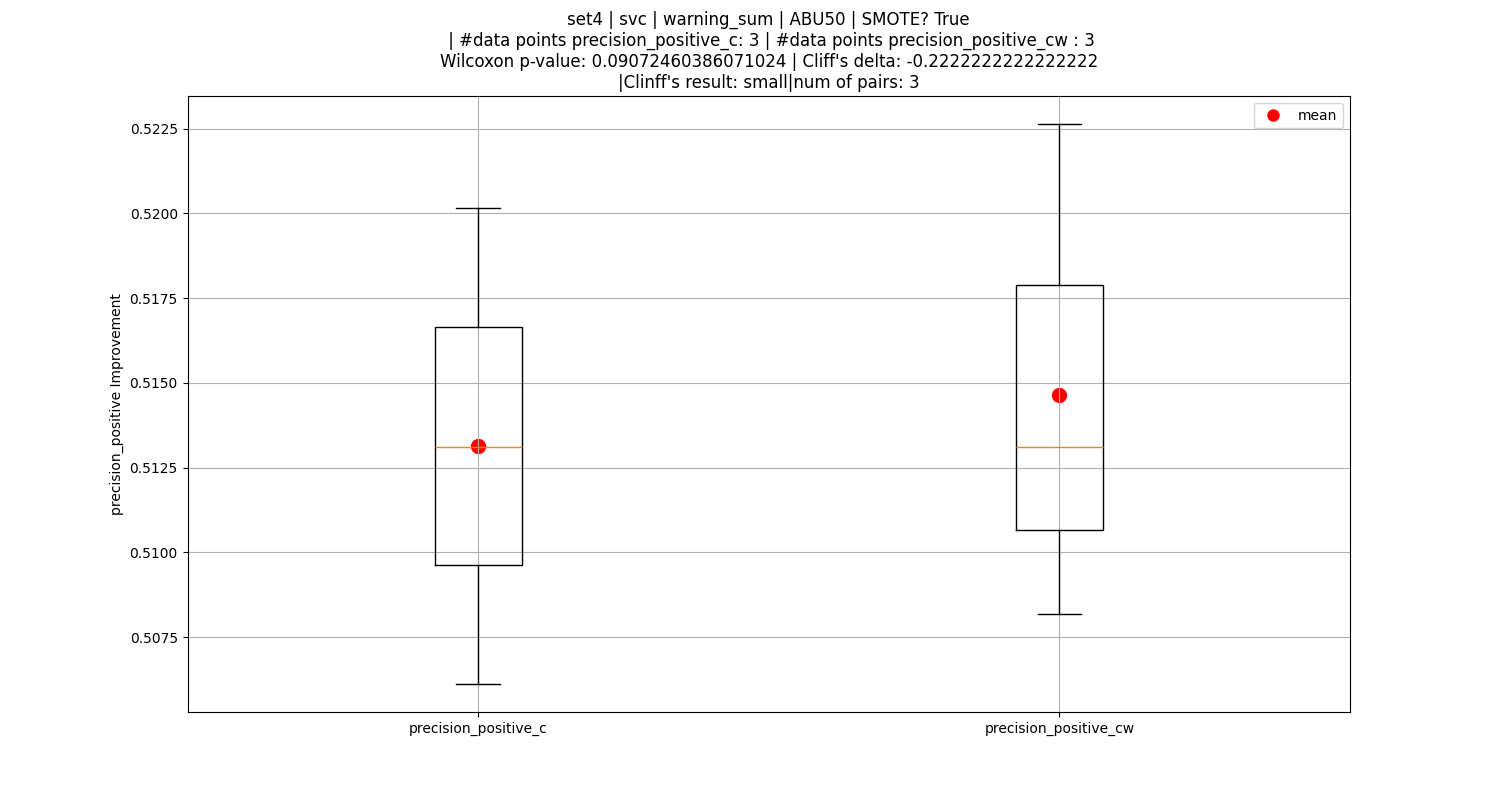 set4 | svc | warning_sum | ABU50 | SMOTE? True
| #data points precision_positive_c: 3 | #data points precision_positive_cw : 3
Wilcoxon p-value: 0.09072460386071024 | Cliff's delta: -0.2222222222222222
|Clinff's result: small|num of pairs: 3
mean
0.5225
0.5200
0.5175
0.5150
0.5125
0.5100
0.5075
precision_positive Improvement
precision_positive_c
precision_positive_cw